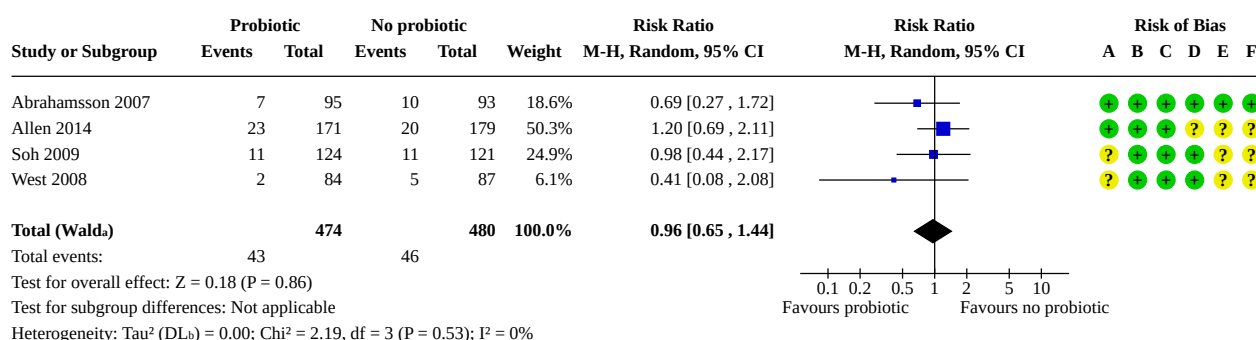 Probiotic No probiotic Risk Ratio Risk Ratio Risk of Bias
Study or Subgroup Events Total Events Total Weight M-H, Random, 95% CI M-H, Random, 95% CI A B C D E F
Abrahamsson 2007 7 95 10 93 18.6% 0.69 [0.27 , 1.72] + + + + + +
Allen 2014 23 171 20 179 50.3% 1.20 [0.69 , 2.11] + + + ? ? ?
Soh 2009 11 124 11 121 24.9% 0.98 [0.44 , 2.17] ? + + + ? ?
West 2008 2 84 5 87 6.1% 0.41 [0.08 , 2.08] ? + + + ? ?
Total (Walda) 474 480 100.0% 0.96 [0.65 , 1.44]
Total events: 43 46
Test for overall effect: Z = 0.18 (P = 0.86)
0.1 0.2 0.5 1 2 5 10
Test for subgroup differences: Not applicable
Favours probiotic Favours no probiotic
Heterogeneity: Tau² (DLb) = 0.00; Chi² = 2.19, df = 3 (P = 0.53); I² = 0%